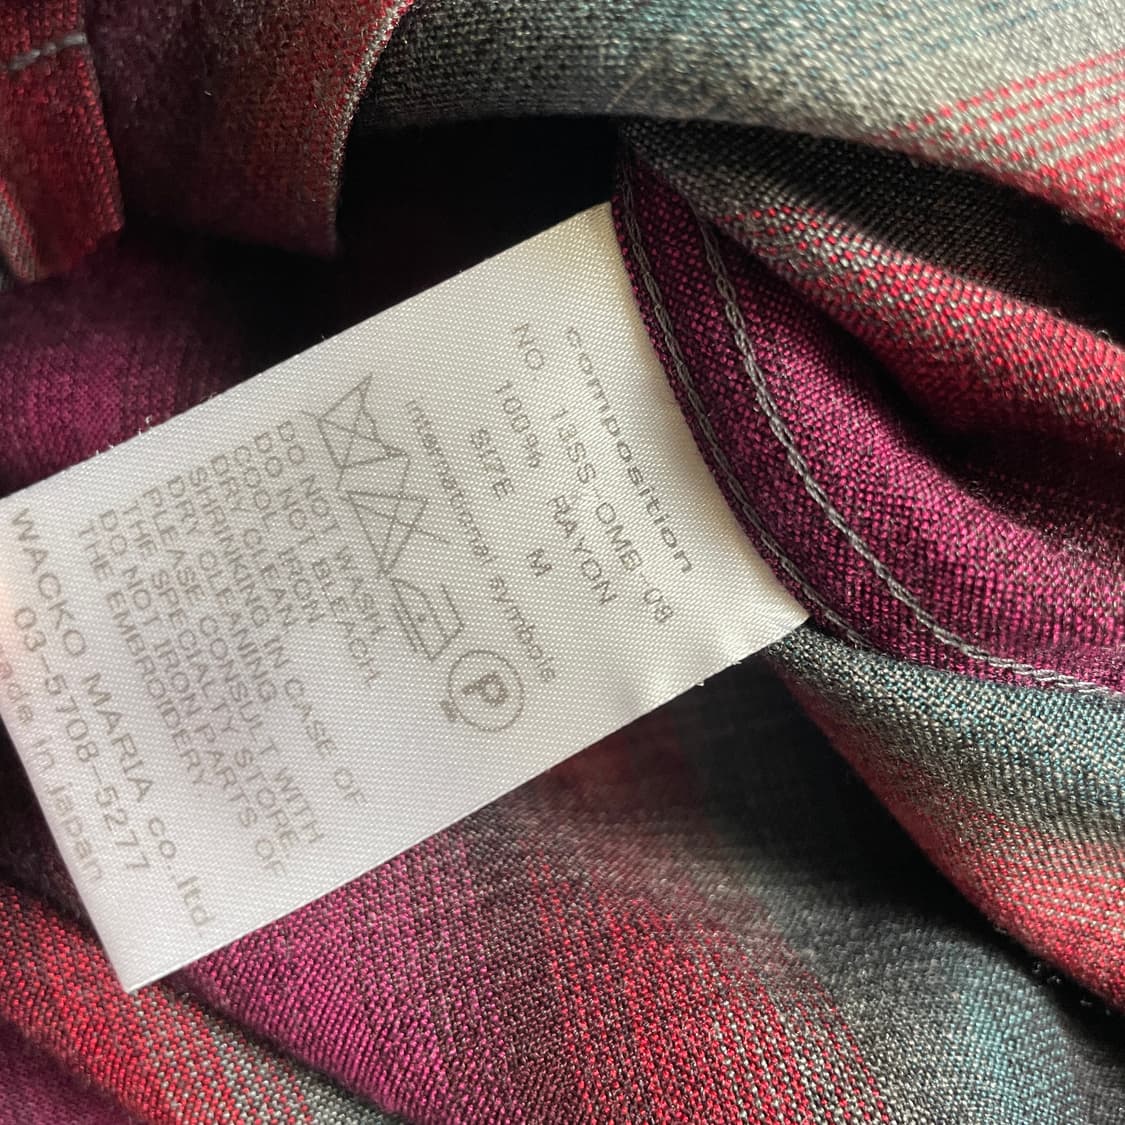 composition
NO. 13SS-OMB-09
100% RAYON
SIZE M
international symbols
P
DO NOT WASH.
DO NOT BLEACH.
COOL IRON
DRY CLEAN
SHRINKING IN CASE OF
DRY CLEANING.
PLEASE CONSULT WITH
THE SPECIALTY STORE.
DO NOT IRON PARTS OF
THE EMBROIDERY.
WACKO MARIA co.,ltd.
03-5708-5277
made in japan